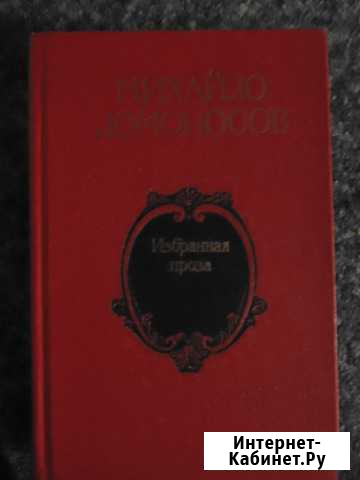 МИХАЙЛО
ЛОМОНОСОВ
Избранная
проза
Интернет-
Кабинет.Ру